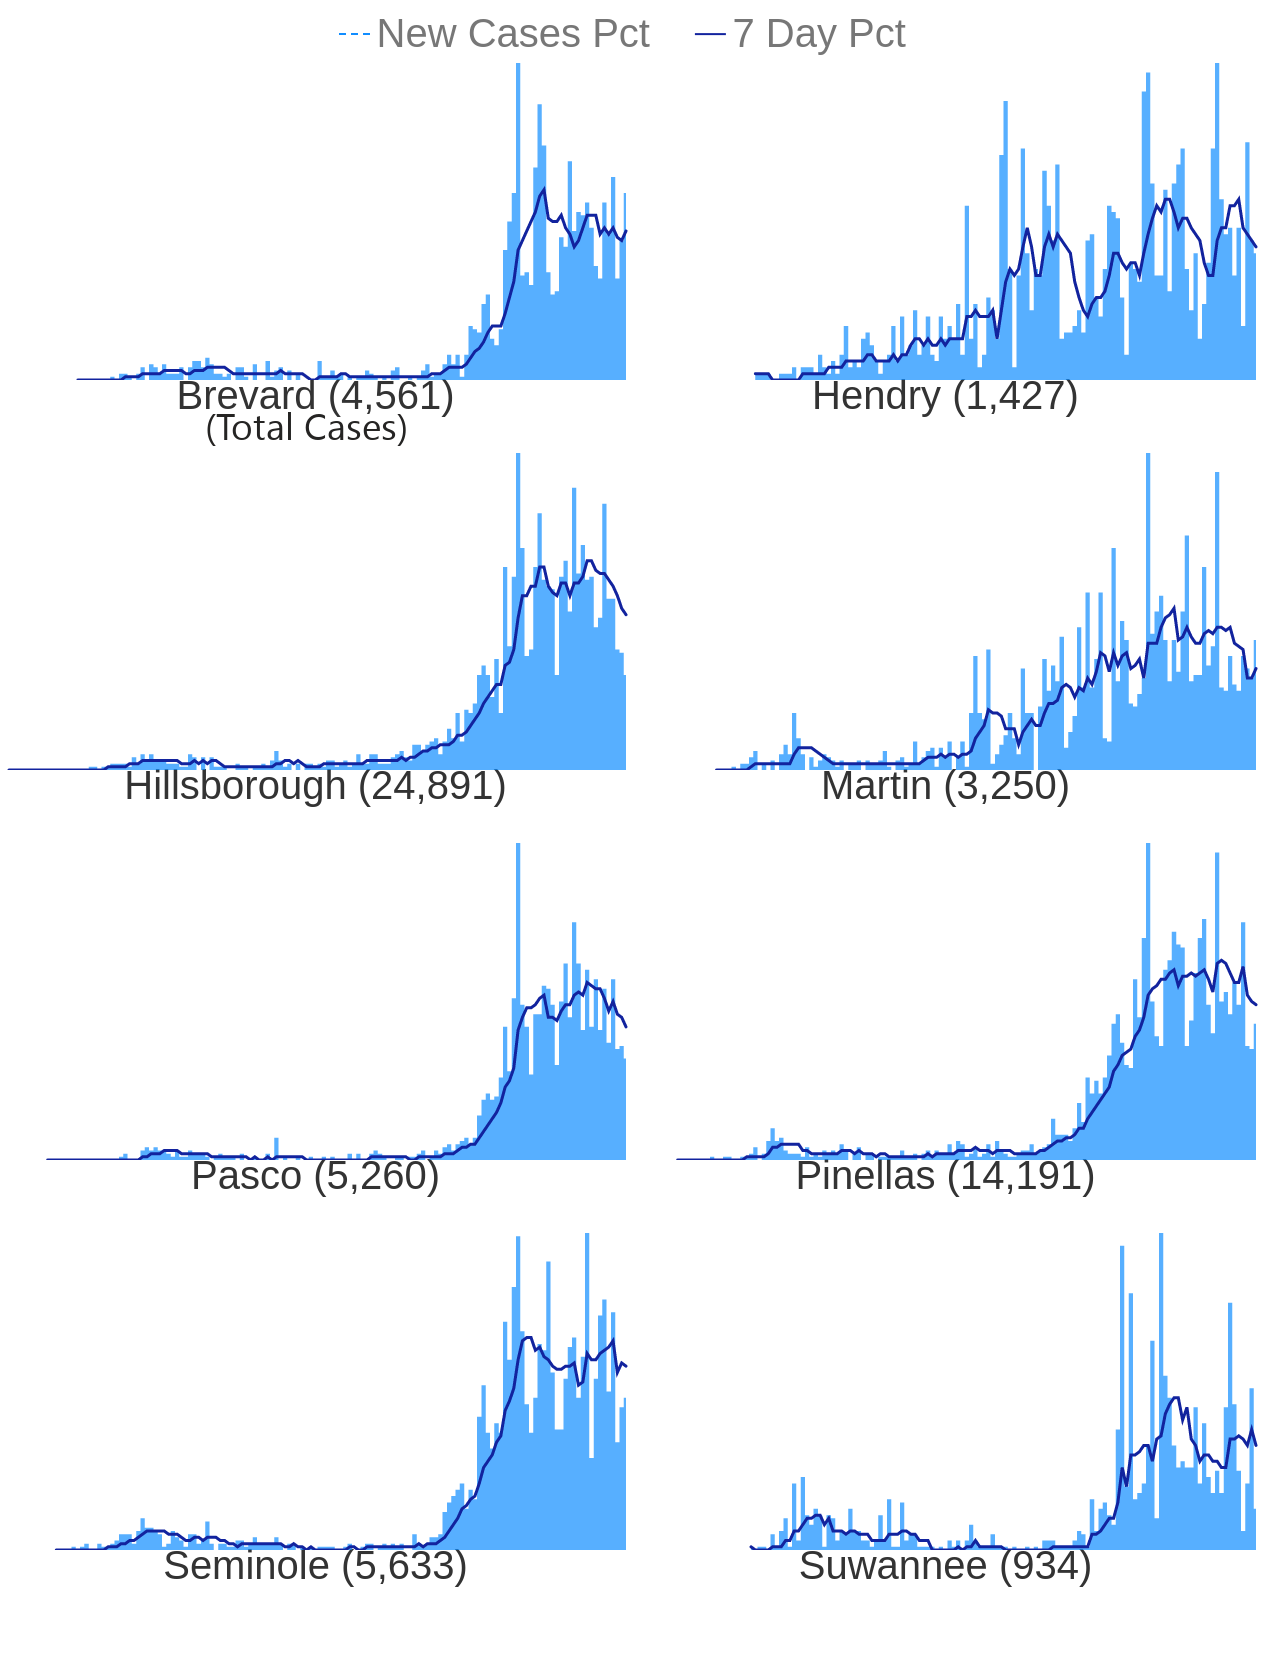 New Cases Pct 7 Day Pct
Brevard (4,561) Hendry (1,427)
(Total Cases)
Hillsborough (24,891) Martin (3,250)
Pasco (5,260) Pinellas (14,191)
Seminole (5,633) Suwannee (934)